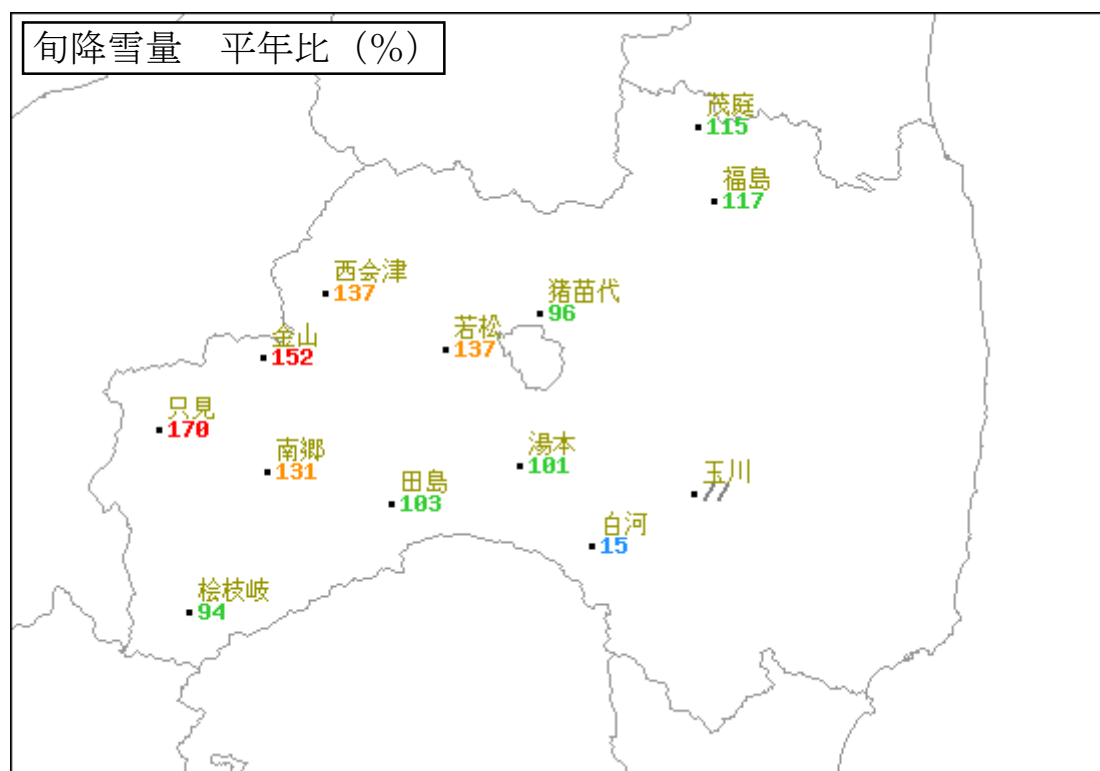 旬降雪量　平年比（%）
茂庭
115
福島
117
西会津
137
猪苗代
96
金山
152
若松
137
只見
170
南郷
131
湯本
101
田島
103
玉川
//
白河
15
桧枝岐
94